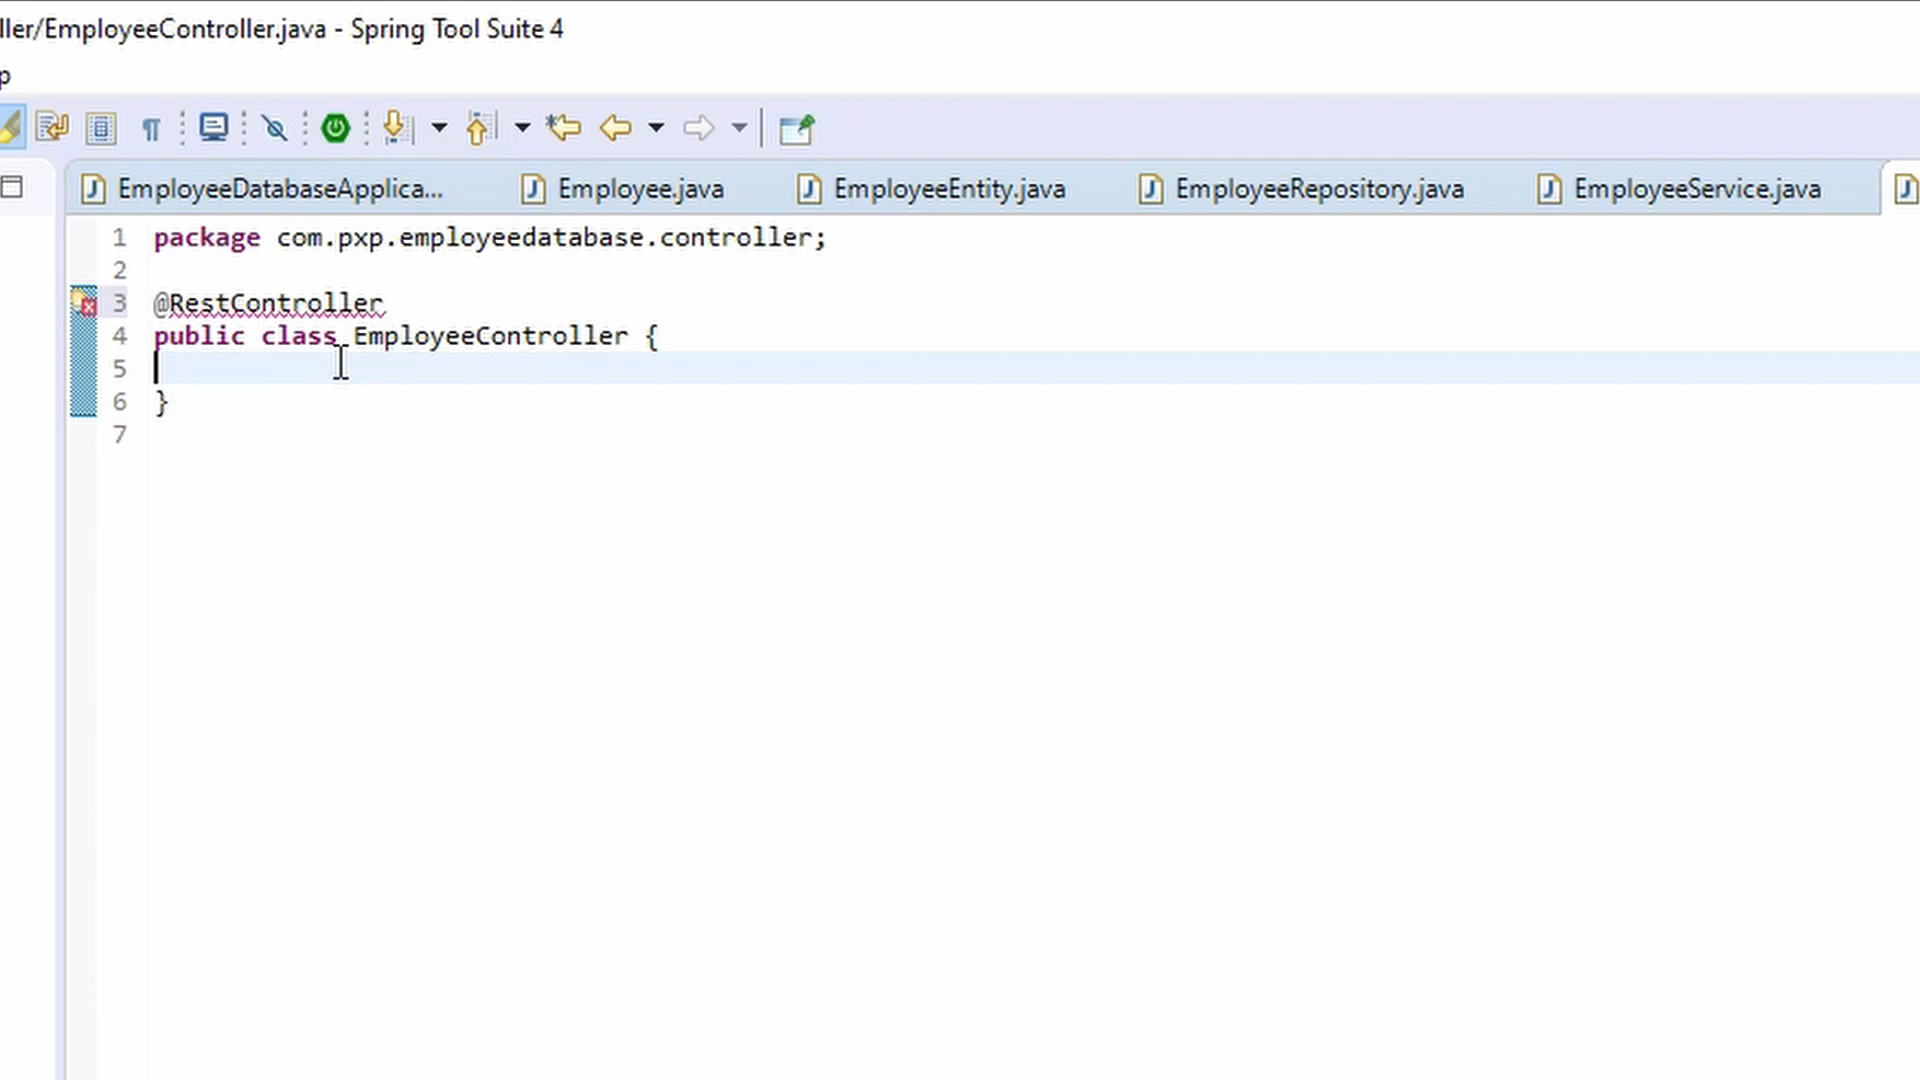 ller/EmployeeController.java - Spring Tool Suite 4
p
EmployeeDatabaseApplica... Employee.java EmployeeEntity.java EmployeeRepository.java EmployeeService.java
1 package com.pxp.employeedatabase.controller;
2
3 @RestController
4 public class EmployeeController {
5
6 }
7